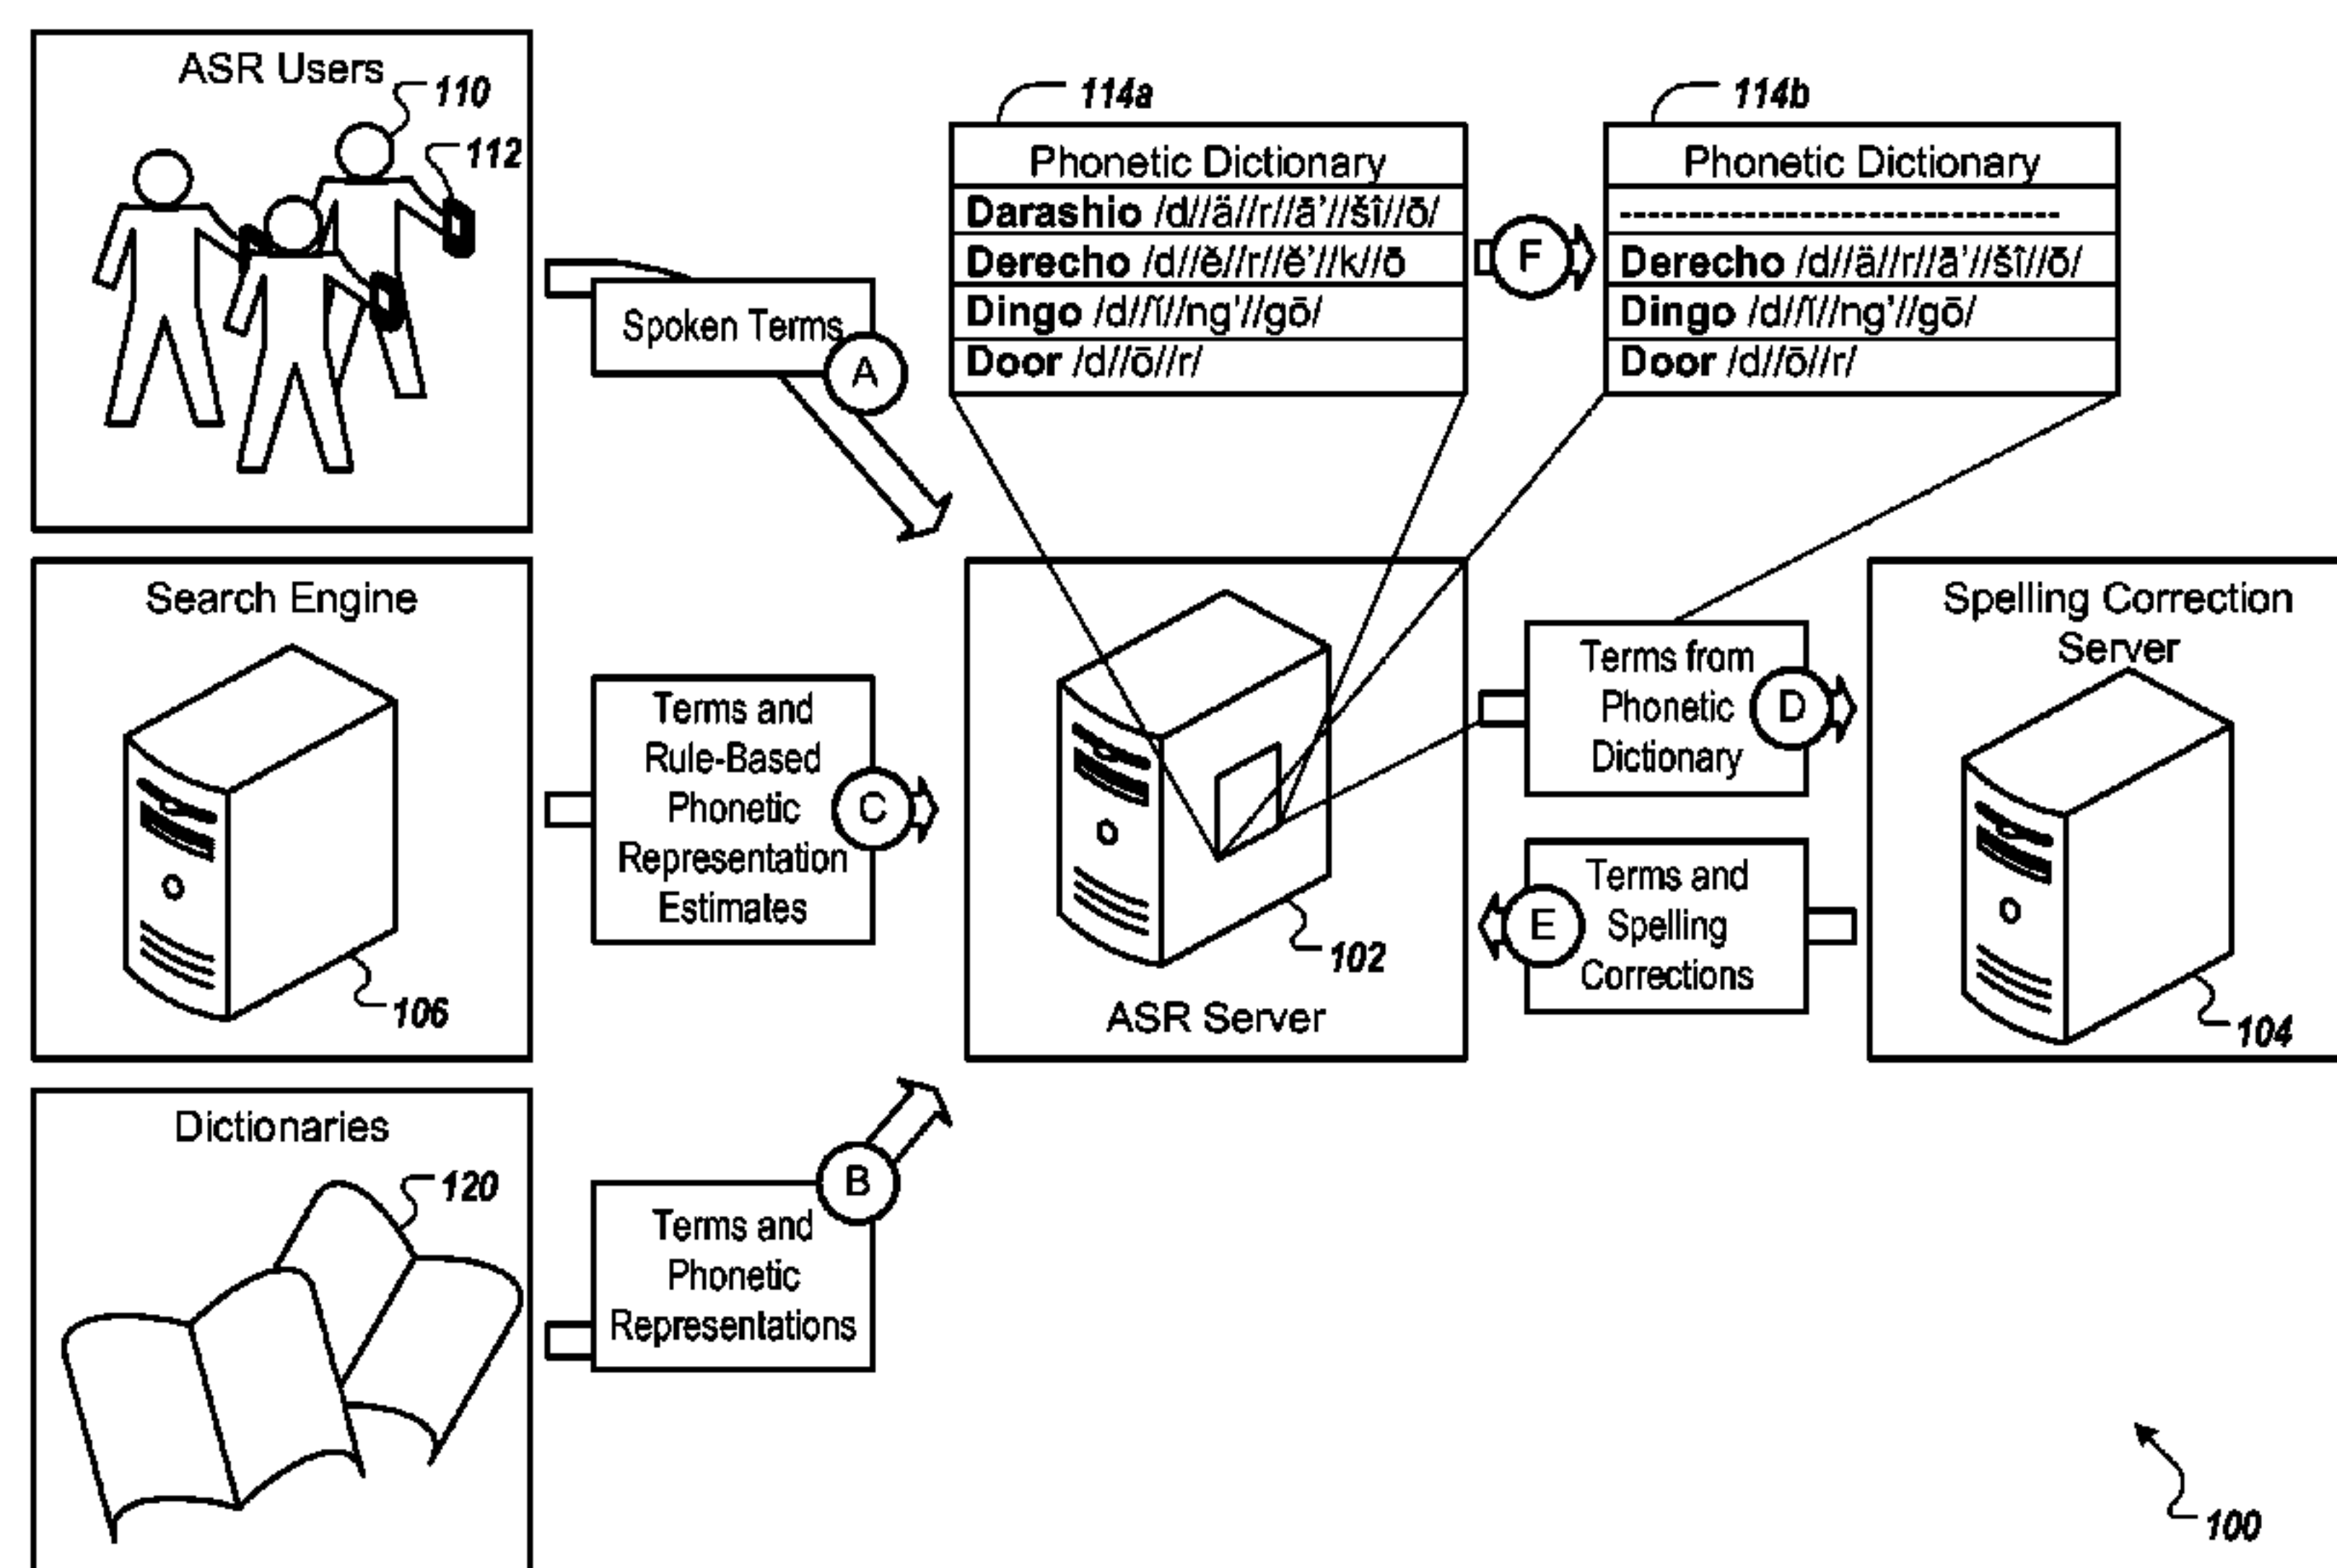 ASR Users
110
112
Spoken Terms
A
114a
Phonetic Dictionary
Darashio /d//ä//r//ā’//šî//ō/
Derecho /d//ĕ//r//ĕ’//k//ō
Dingo /d//ĭ//ng’//gō/
Door /d//ō//r/
F
114b
Phonetic Dictionary
--------------------------------
Derecho /d//ä//r//ā’//šî//ō/
Dingo /d//ĭ//ng’//gō/
Door /d//ō//r/
Search Engine
106
Terms and
Rule-Based
Phonetic
Representation
Estimates
C
102
ASR Server
Terms from
Phonetic
Dictionary
D
Terms and
Spelling
Corrections
E
Spelling Correction
Server
104
Dictionaries
120
Terms and
Phonetic
Representations
B
100